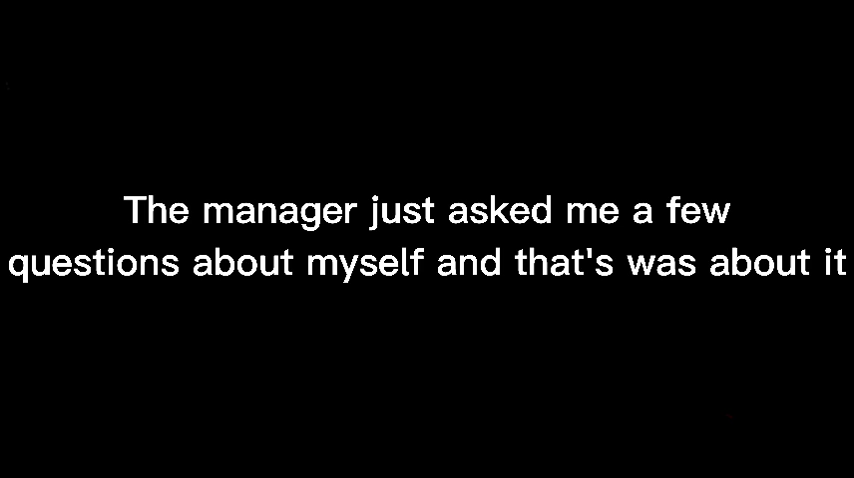 The manager just asked me a few
questions about myself and that's was about it